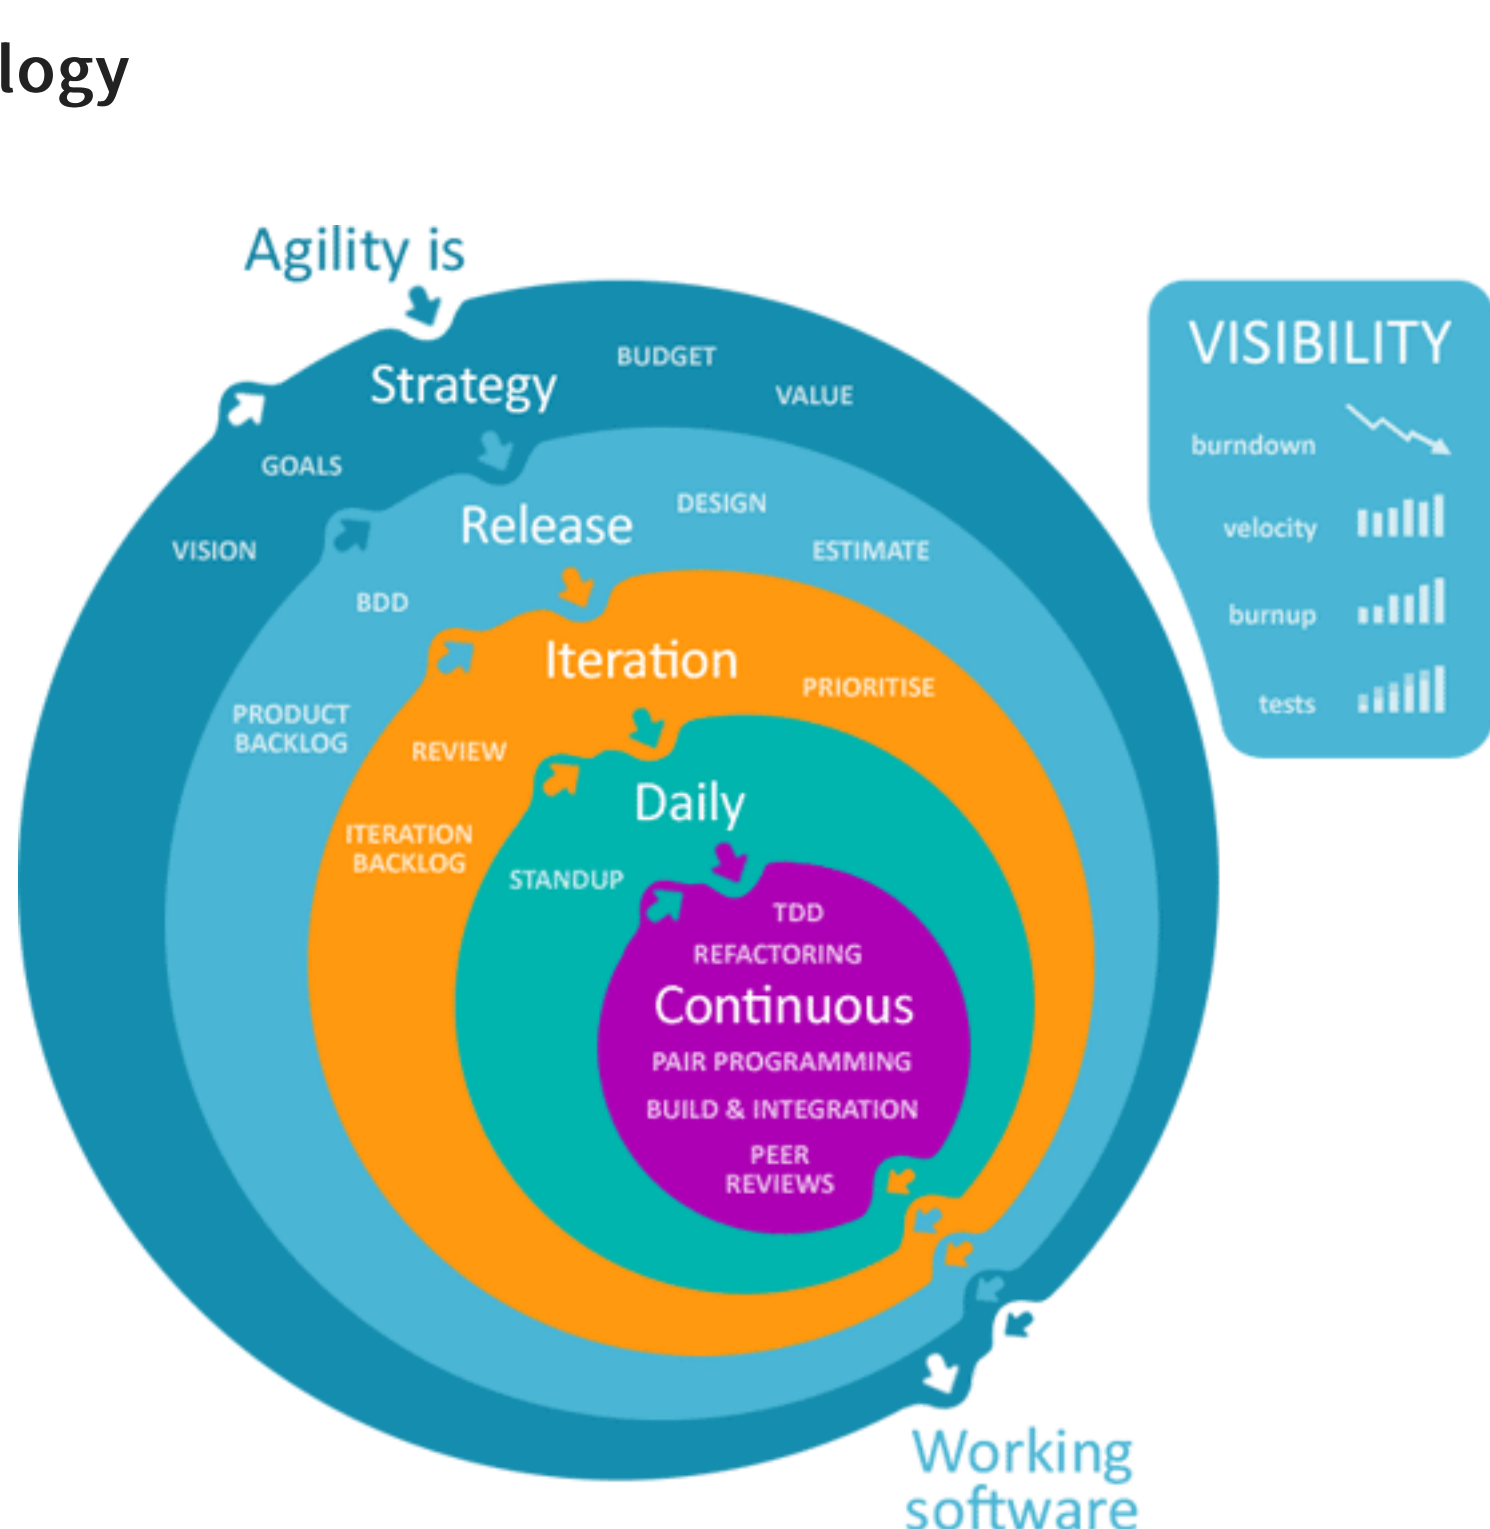 logy
Agility is
Strategy
BUDGET
VALUE
GOALS
VISION
Release
DESIGN
ESTIMATE
BDD
PRODUCT
BACKLOG
Iteration
PRIORITISE
REVIEW
ITERATION
BACKLOG
Daily
STANDUP
TDD
REFACTORING
Continuous
PAIR PROGRAMMING
BUILD & INTEGRATION
PEER
REVIEWS
Working
software
VISIBILITY
burndown
velocity
burnup
tests